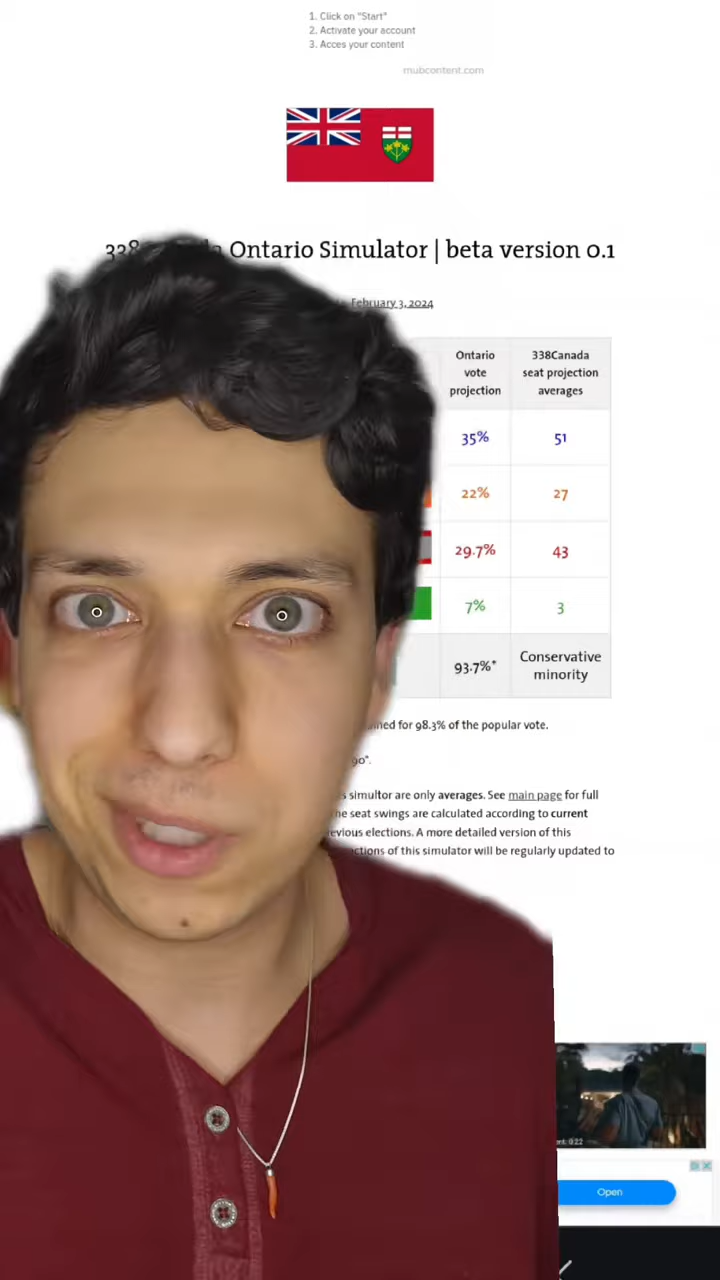 1. Click on "Start"
2. Activate your account
3. Acces your content
mubcontent.com
338 Ontario Simulator | beta version 0.1
February 3, 2024
Ontario vote projection
338Canada seat projection averages
35% 51
22% 27
29.7% 43
7% 3
93.7%* Conservative minority
for 98.3% of the popular vote.
90".
simultor are only averages. See main page for full
seat swings are calculated according to current
elections. A more detailed version of this
of this simulator will be regularly updated to
0:22
Open